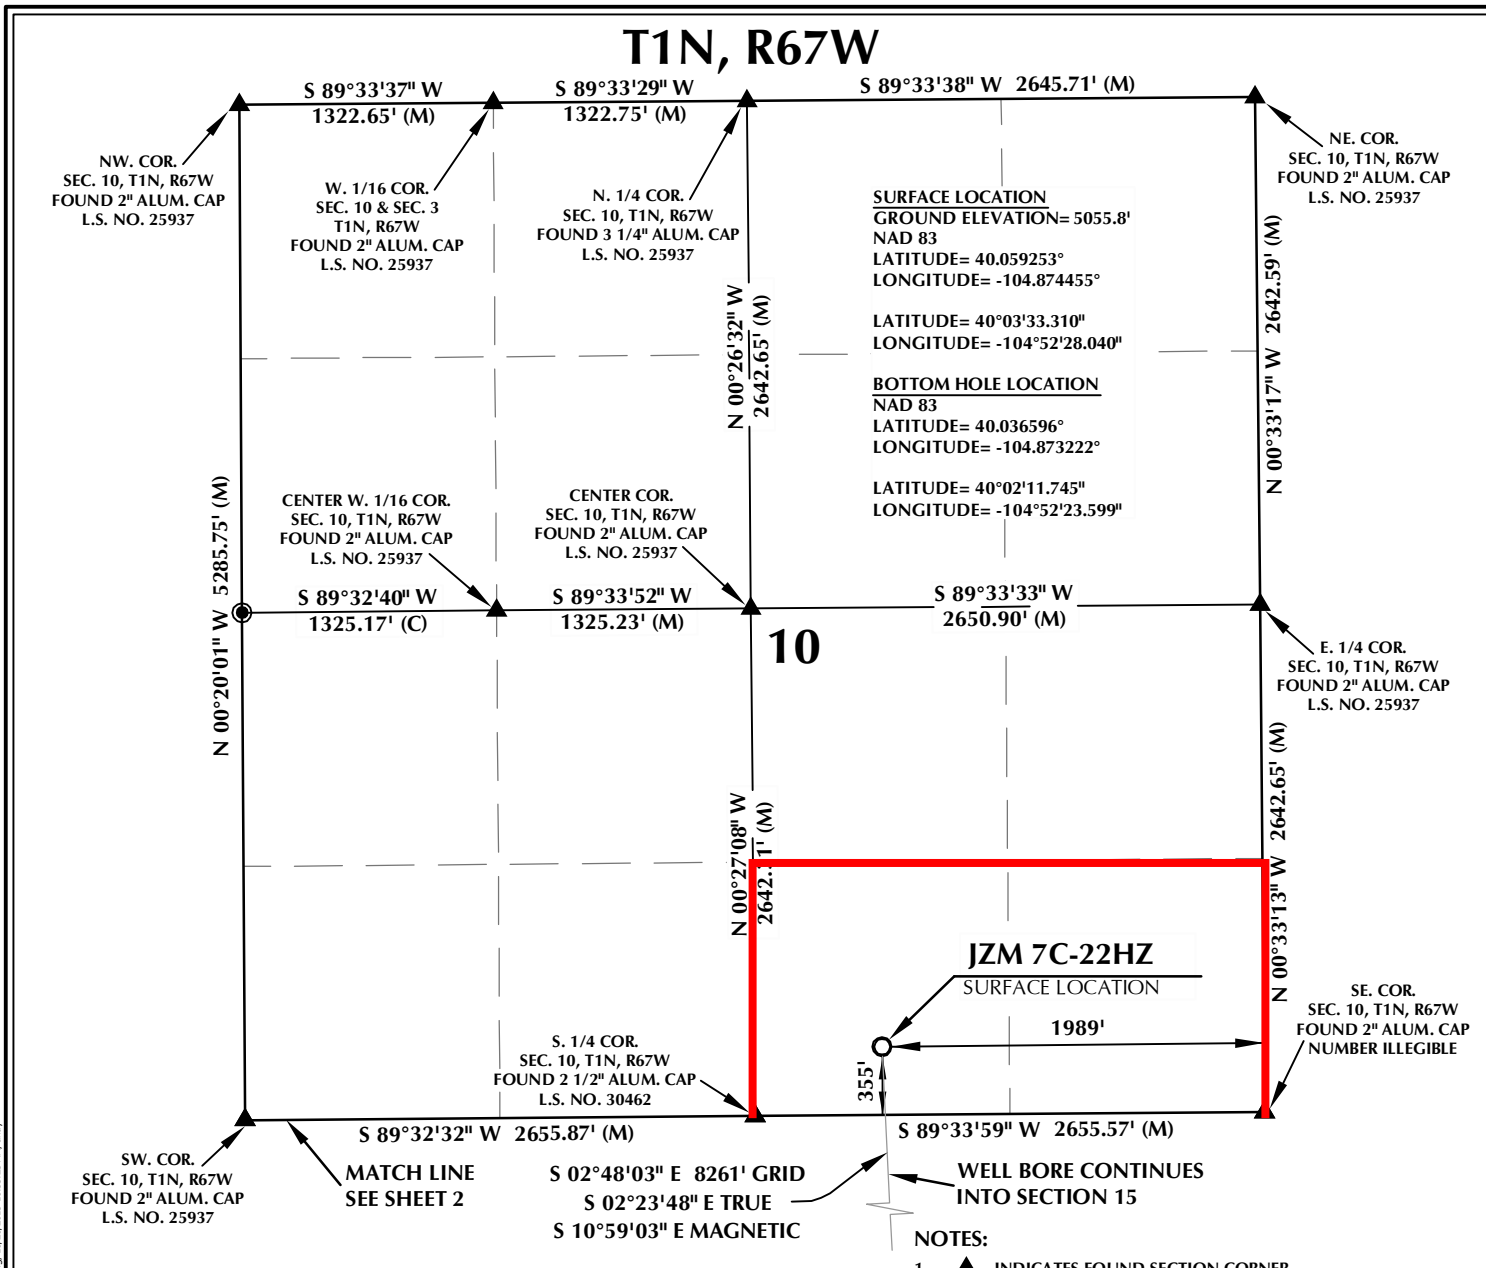 T1N, R67W
S 89°33'37" W
1322.65' (M)
S 89°33'29" W
1322.75' (M)
S 89°33'38" W 2645.71' (M)
NW. COR.
SEC. 10, T1N, R67W
FOUND 2" ALUM. CAP
L.S. NO. 25937
W. 1/16 COR.
SEC. 10 & SEC. 3
T1N, R67W
FOUND 2" ALUM. CAP
L.S. NO. 25937
N. 1/4 COR.
SEC. 10, T1N, R67W
FOUND 3 1/4" ALUM. CAP
L.S. NO. 25937
NE. COR.
SEC. 10, T1N, R67W
FOUND 2" ALUM. CAP
L.S. NO. 25937
SURFACE LOCATION
GROUND ELEVATION= 5055.8'
NAD 83
LATITUDE= 40.059253°
LONGITUDE= -104.874455°
LATITUDE= 40°03'33.310"
LONGITUDE= -104°52'28.040"
BOTTOM HOLE LOCATION
NAD 83
LATITUDE= 40.036596°
LONGITUDE= -104.873222°
LATITUDE= 40°02'11.745"
LONGITUDE= -104°52'23.599"
N 00°26'32" W
2642.65' (M)
N 00°33'17" W 2642.59' (M)
N 00°20'01" W 5285.75' (M)
CENTER W. 1/16 COR.
SEC. 10, T1N, R67W
FOUND 2" ALUM. CAP
L.S. NO. 25937
CENTER COR.
SEC. 10, T1N, R67W
FOUND 2" ALUM. CAP
L.S. NO. 25937
S 89°32'40" W
1325.17' (C)
S 89°33'52" W
1325.23' (M)
S 89°33'33" W
2650.90' (M)
10
E. 1/4 COR.
SEC. 10, T1N, R67W
FOUND 2" ALUM. CAP
L.S. NO. 25937
N 00°27'08" W
(M)
N 00°33'13" W 2642.65' (M)
JZM 7C-22HZ
SURFACE LOCATION
1989'
355'
S. 1/4 COR.
SEC. 10, T1N, R67W
FOUND 2 1/2" ALUM. CAP
L.S. NO. 30462
SE. COR.
SEC. 10, T1N, R67W
FOUND 2" ALUM. CAP
NUMBER ILLEGIBLE
S 89°32'32" W 2655.87' (M)
S 89°33'59" W 2655.57' (M)
SW. COR.
SEC. 10, T1N, R67W
FOUND 2" ALUM. CAP
L.S. NO. 25937
MATCH LINE
SEE SHEET 2
S 02°48'03" E 8261' GRID
S 02°23'48" E TRUE
S 10°59'03" E MAGNETIC
WELL BORE CONTINUES
INTO SECTION 15
NOTES:
1. ▲ INDICATES FOUND SECTION CORNER